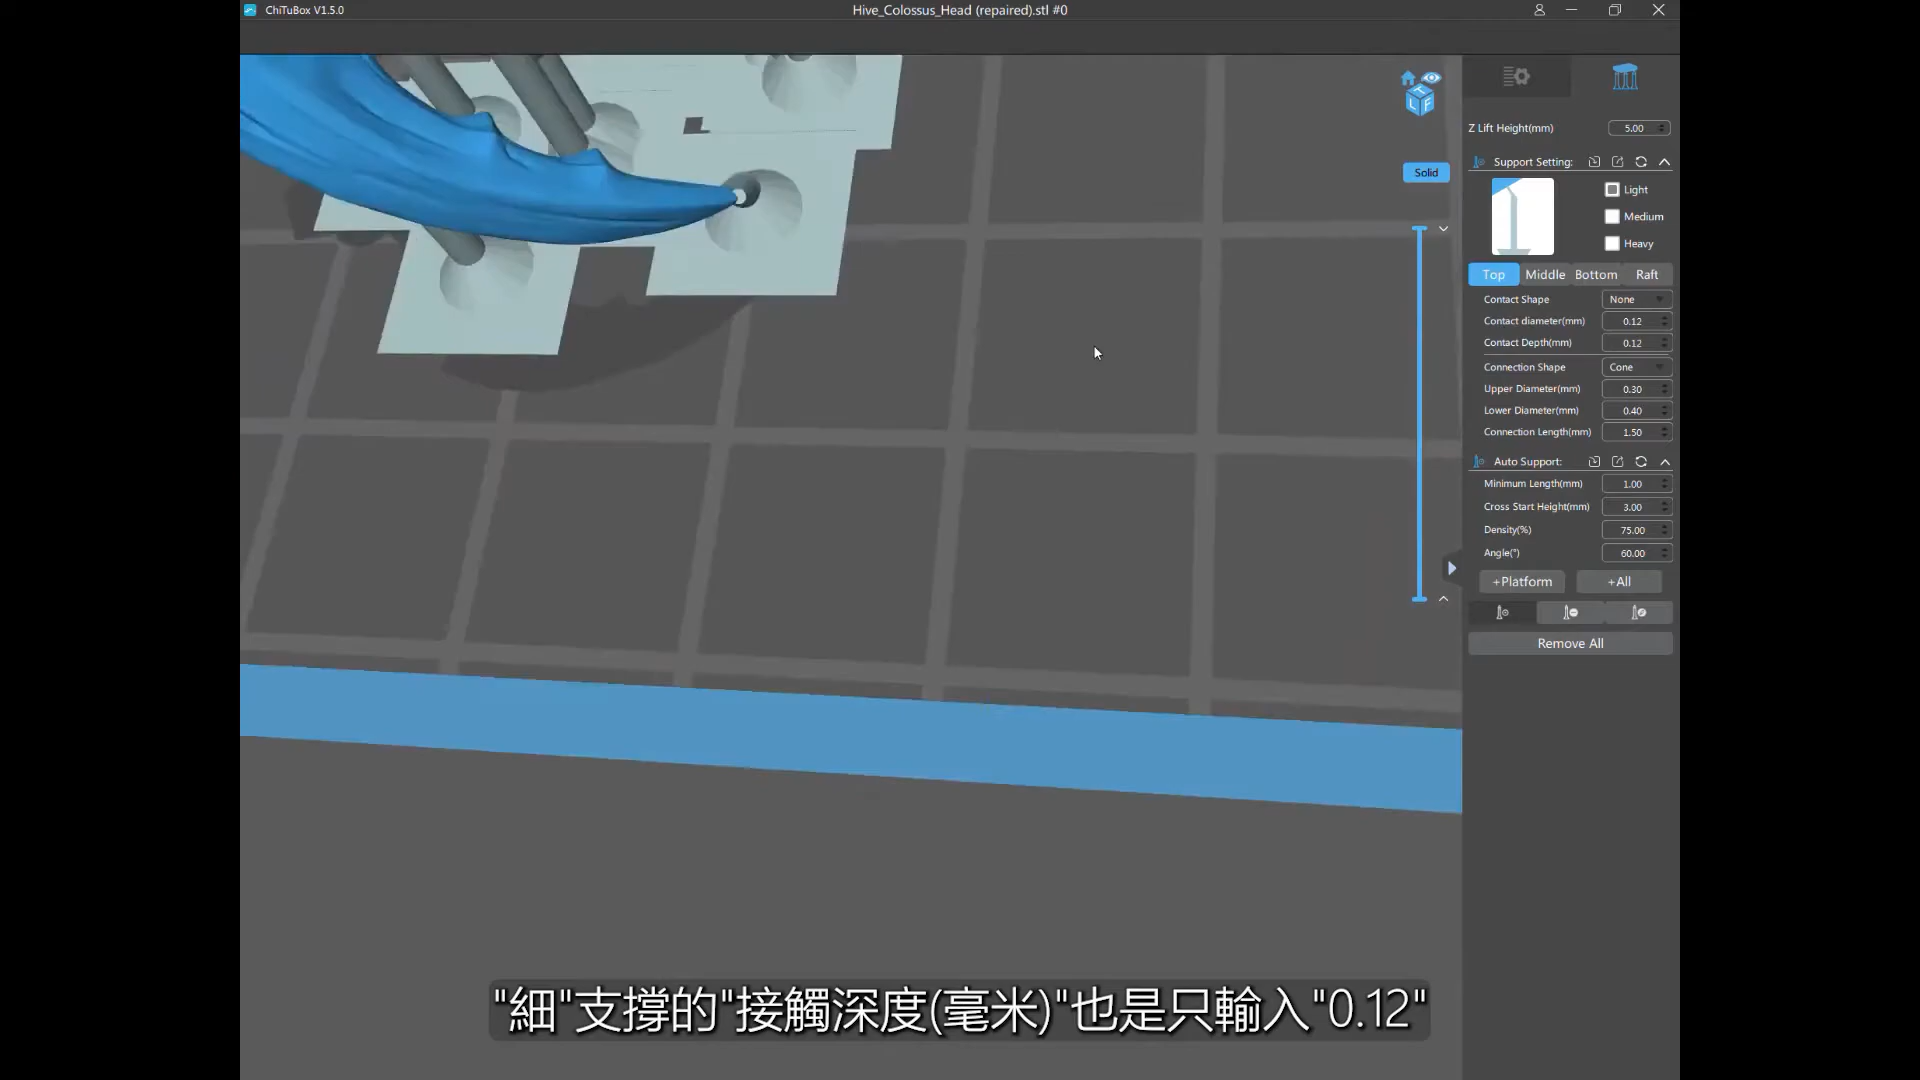 ChiTuBox V1.5.0
Hive_Colossus_Head (repaired).stl #0
Z Lift Height(mm) 5.00
Support Setting:
Solid
Light
Medium
Heavy
Top Middle Bottom Raft
Contact Shape None
Contact diameter(mm) 0.12
Contact Depth(mm) 0.12
Connection Shape Cone
Upper Diameter(mm) 0.30
Lower Diameter(mm) 0.40
Connection Length(mm) 1.50
Auto Support:
Minimum Length(mm) 1.00
Cross Start Height(mm) 3.00
Density(%) 75.00
Angle(°) 60.00
+Platform +All
Remove All
"細"支撐的"接觸深度(毫米)"也是只輸入"0.12"